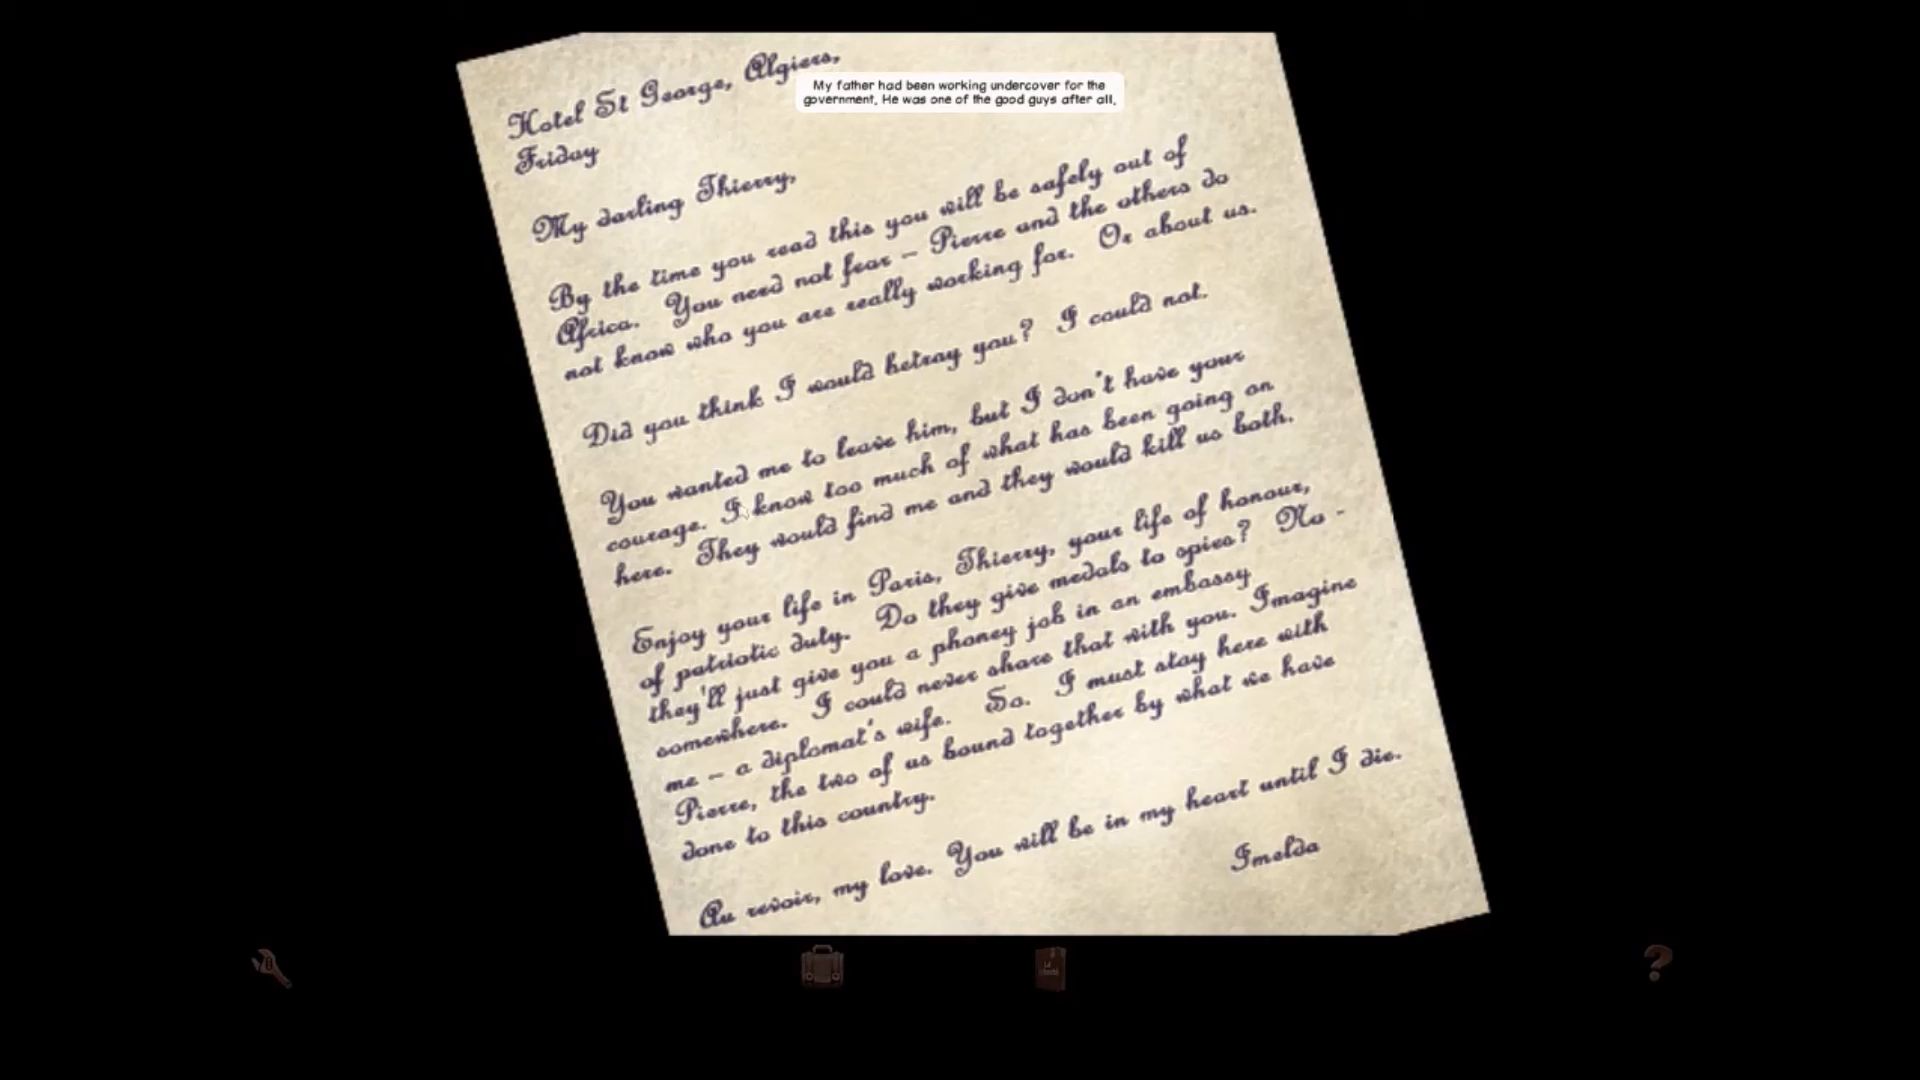 Hotel St George, Algiers,
My father had been working undercover for the
government. He was one of the good guys after all.
Friday
My darling Thierry,
By the time you read this you will be safely out of
Africa. You need not fear – Pierre and the others do
not know who you are really working for. Or about us.
Did you think I would betray you? I could not.
You wanted me to leave him, but I don't have your
courage. I know too much of what has been going on
here. They would find me and they would kill us both.
Enjoy your life in Paris, Thierry, your life of honour,
of patriotic duty. Do they give medals to spies? No -
they'll just give you a phoney job in an embassy
somewhere. I could never share that with you. Imagine
me – a diplomat's wife. So. I must stay here with
Pierre, the two of us bound together by what we have
done to this country.
Au revoir, my love. You will be in my heart until I die.
Imelda
?